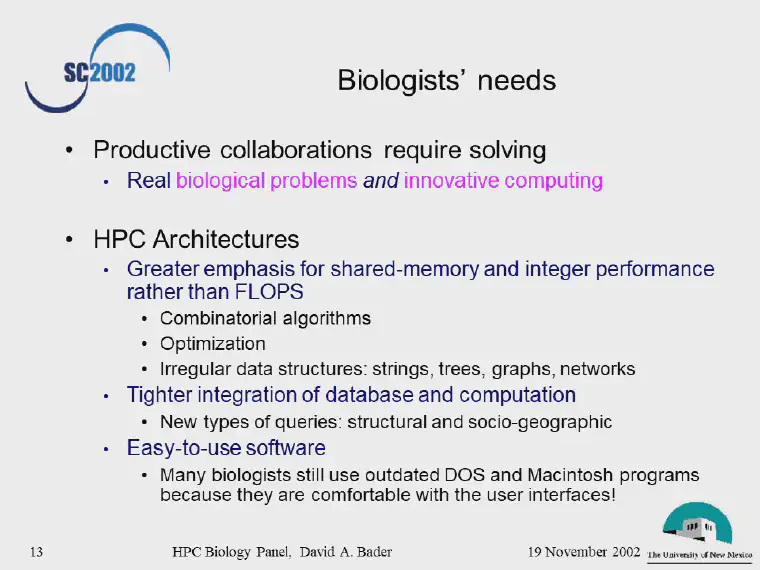 SC2002
Biologists' needs
• Productive collaborations require solving
• Real biological problems and innovative computing
• HPC Architectures
• Greater emphasis for shared-memory and integer performance
rather than FLOPS
• Combinatorial algorithms
• Optimization
• Irregular data structures: strings, trees, graphs, networks
• Tighter integration of database and computation
• New types of queries: structural and socio-geographic
• Easy-to-use software
• Many biologists still use outdated DOS and Macintosh programs
because they are comfortable with the user interfaces!
13 HPC Biology Panel, David A. Bader 19 November 2002
The University of New Mexico